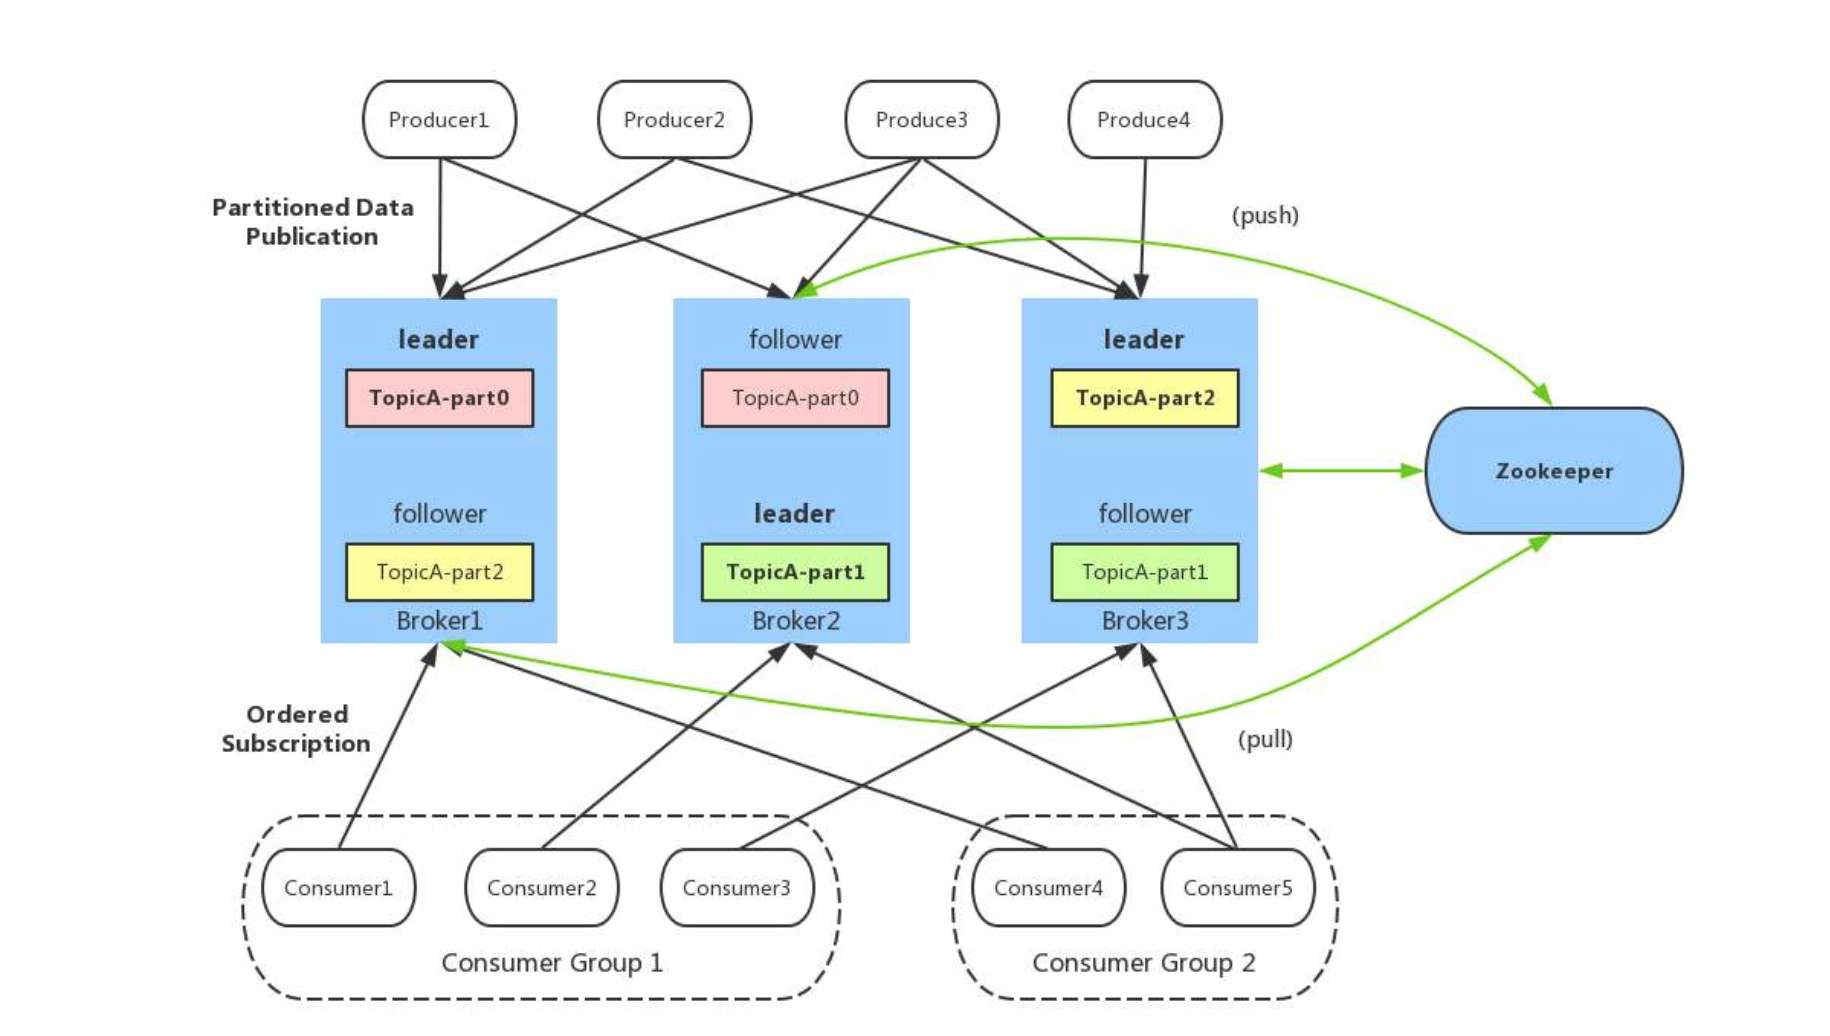 Producer1
Producer2
Produce3
Produce4
Partitioned Data
Publication
(push)
leader
TopicA-part0
follower
TopicA-part2
Broker1
follower
TopicA-part0
leader
TopicA-part1
Broker2
leader
TopicA-part2
follower
TopicA-part1
Broker3
Zookeeper
Ordered
Subscription
(pull)
Consumer1
Consumer2
Consumer3
Consumer Group 1
Consumer4
Consumer5
Consumer Group 2